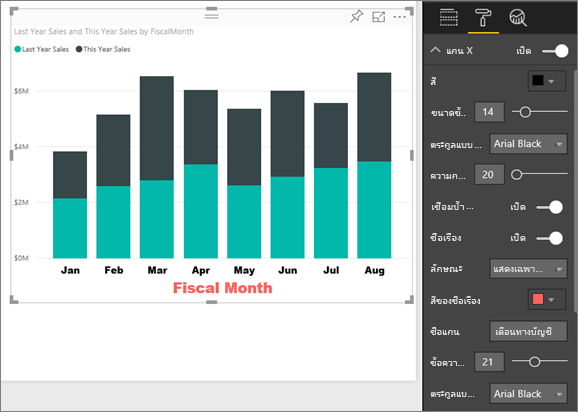 Last Year Sales and This Year Sales by FiscalMonth
Last Year Sales This Year Sales
$6M
$4M
$2M
$0M
Jan Feb Mar Apr May Jun Jul Aug
Fiscal Month
แกน X เปิด
สี
ขนาดข้... 14
ตระกูลแบบ... Arial Black
ความก... 20
เชื่อมป้า... เปิด
ชื่อเรื่อง เปิด
ลักษณะ แสดงเฉพา...
สีของชื่อเรื่อง
ชื่อแกน เดือนทางบัญชี
ข้อควา... 21
ตระกูลแบ... Arial Black